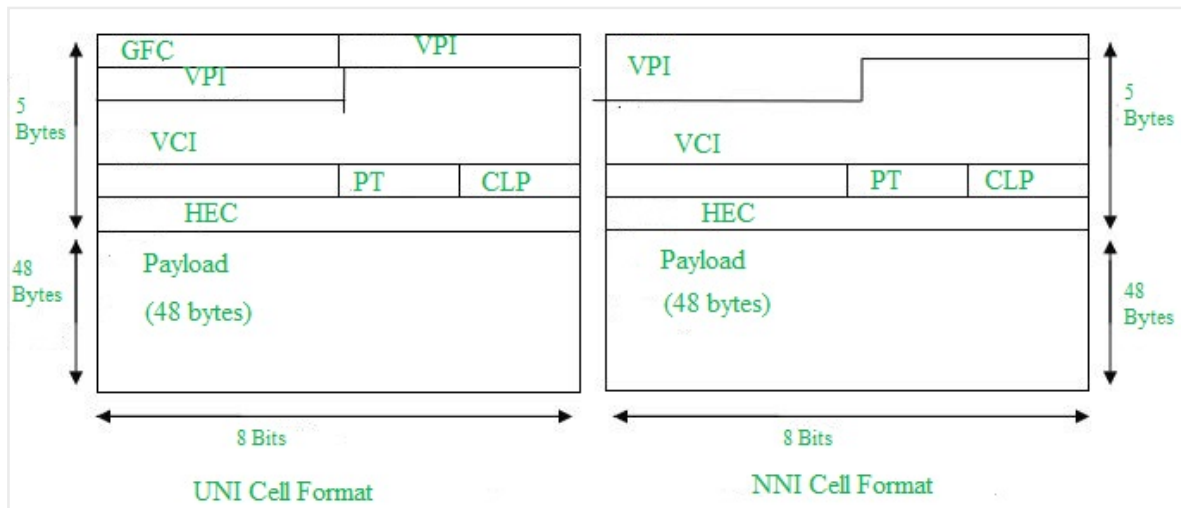 GFC VPI
VPI
VCI
PT CLP
HEC
Payload
(48 bytes)
5
Bytes
48
Bytes
8 Bits
UNI Cell Format
VPI
VCI
PT CLP
HEC
Payload
(48 bytes)
5
Bytes
48
Bytes
8 Bits
NNI Cell Format